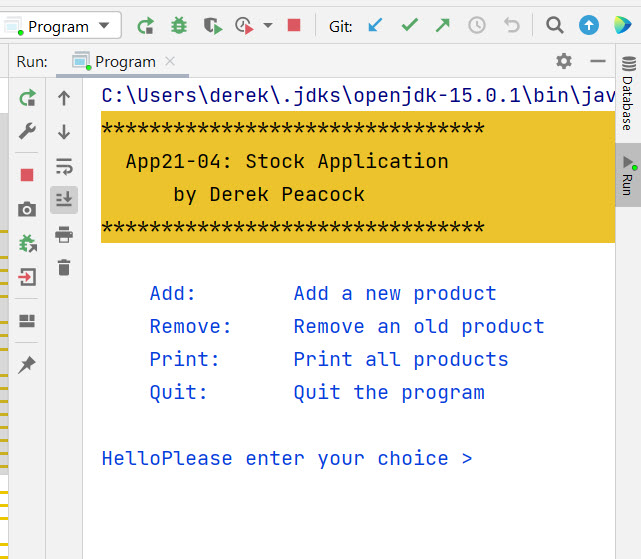 Program Git:
Run: Program
C:\Users\derek\.jdks\openjdk-15.0.1\bin\jav
********************************
App21-04: Stock Application
by Derek Peacock
********************************
Add: Add a new product
Remove: Remove an old product
Print: Print all products
Quit: Quit the program
HelloPlease enter your choice >
Database
Run